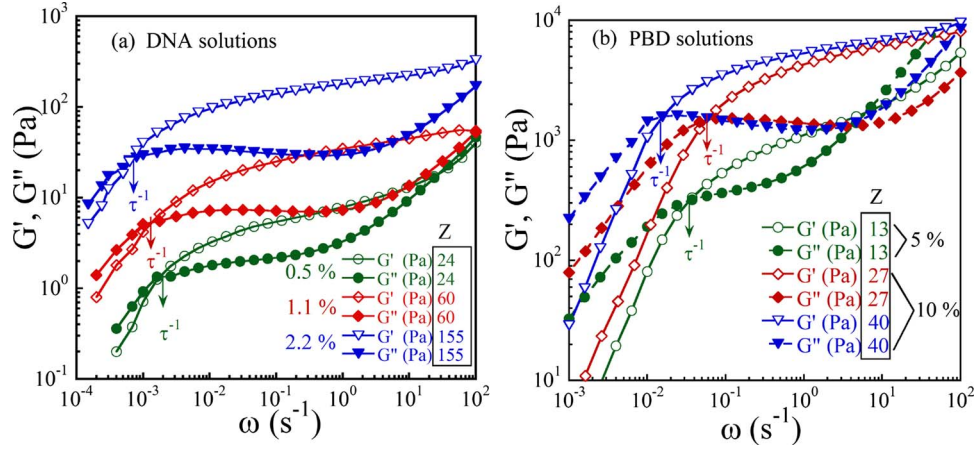 (a) DNA solutions
G', G" (Pa)
10³
10²
10¹
10⁰
10⁻¹
10⁻⁴ 10⁻³ 10⁻² 10⁻¹ 10⁰ 10¹ 10²
ω (s⁻¹)
τ⁻¹
τ⁻¹
τ⁻¹
Z
0.5 %
G' (Pa) 24
G" (Pa) 24
1.1 %
G' (Pa) 60
G" (Pa) 60
2.2 %
G' (Pa) 155
G" (Pa) 155
(b) PBD solutions
G', G" (Pa)
10⁴
10³
10²
10¹
10⁻³ 10⁻² 10⁻¹ 10⁰ 10¹ 10²
ω (s⁻¹)
τ⁻¹
τ⁻¹
τ⁻¹
Z
G' (Pa) 13
G" (Pa) 13
5 %
G' (Pa) 27
G" (Pa) 27
G' (Pa) 40
G" (Pa) 40
10 %